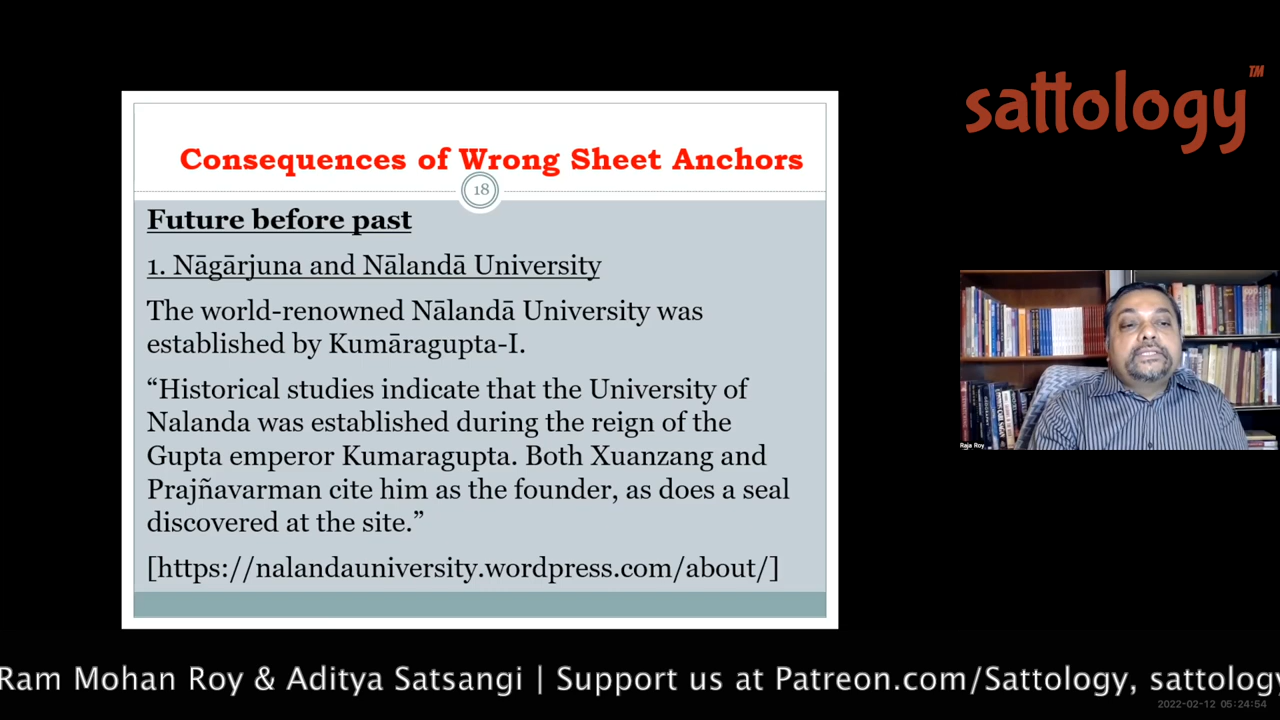 sattology™
Consequences of Wrong Sheet Anchors
18
Future before past
1. Nāgārjuna and Nālandā University
The world-renowned Nālandā University was
established by Kumāragupta-I.
“Historical studies indicate that the University of
Nalanda was established during the reign of the
Gupta emperor Kumaragupta. Both Xuanzang and
Prajñavarman cite him as the founder, as does a seal
discovered at the site.”
[https://nalandauniversity.wordpress.com/about/]
Raja Roy
Ram Mohan Roy & Aditya Satsangi | Support us at Patreon.com/Sattology, sattology
2022-02-12 05:24:54